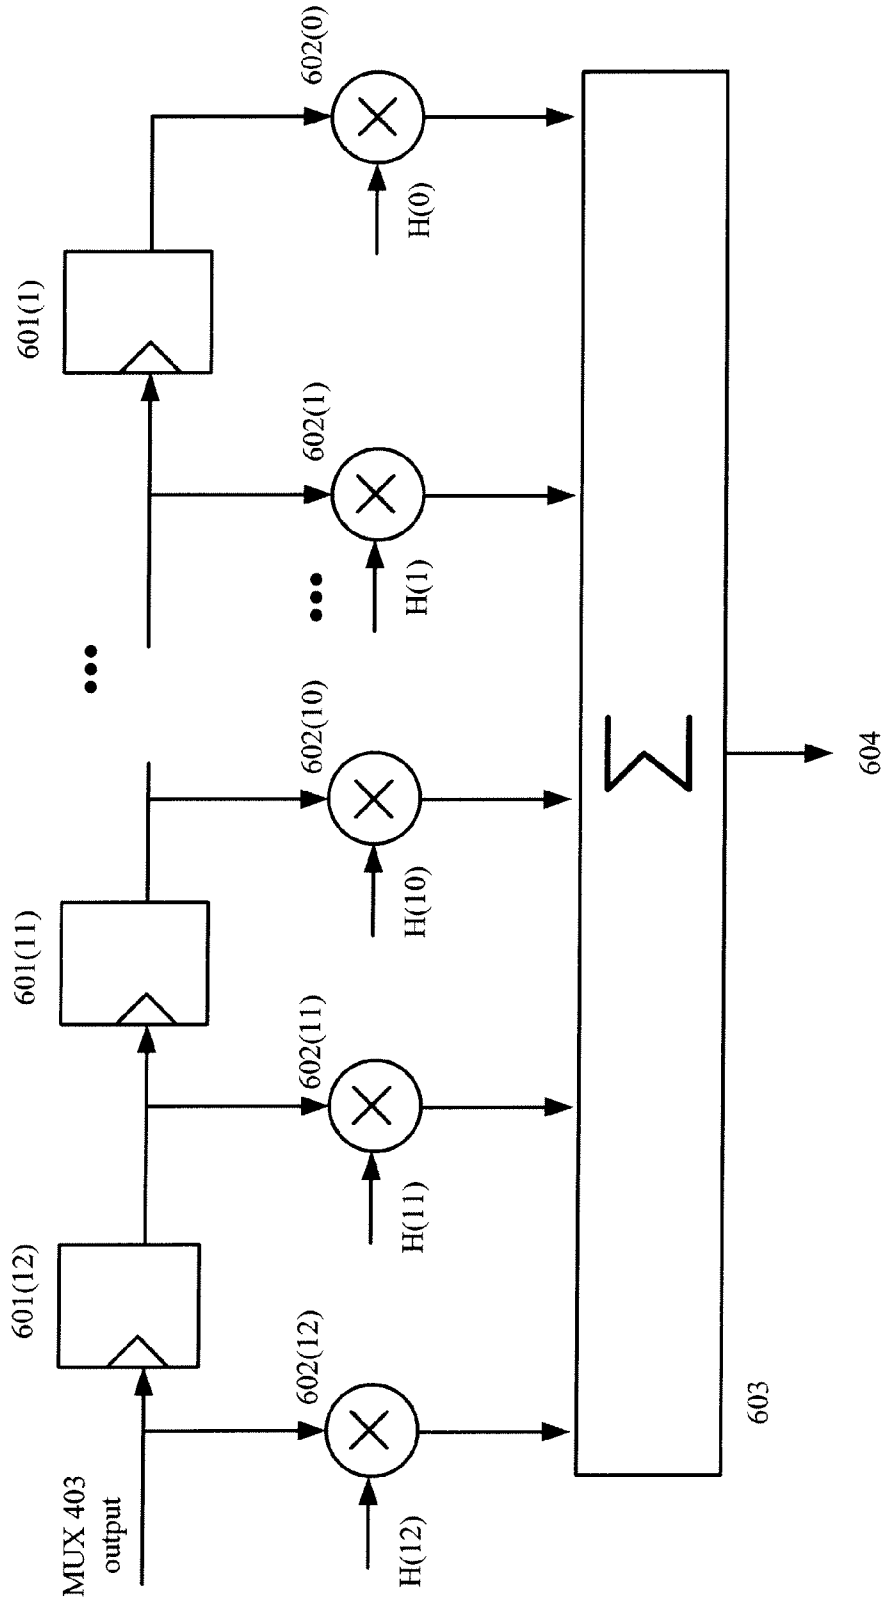 MUX 403
output
601(12)
601(11)
•••
601(1)
602(12)
602(11)
602(10)
•••
602(1)
602(0)
H(12)
H(11)
H(10)
H(1)
H(0)
Σ
603
604